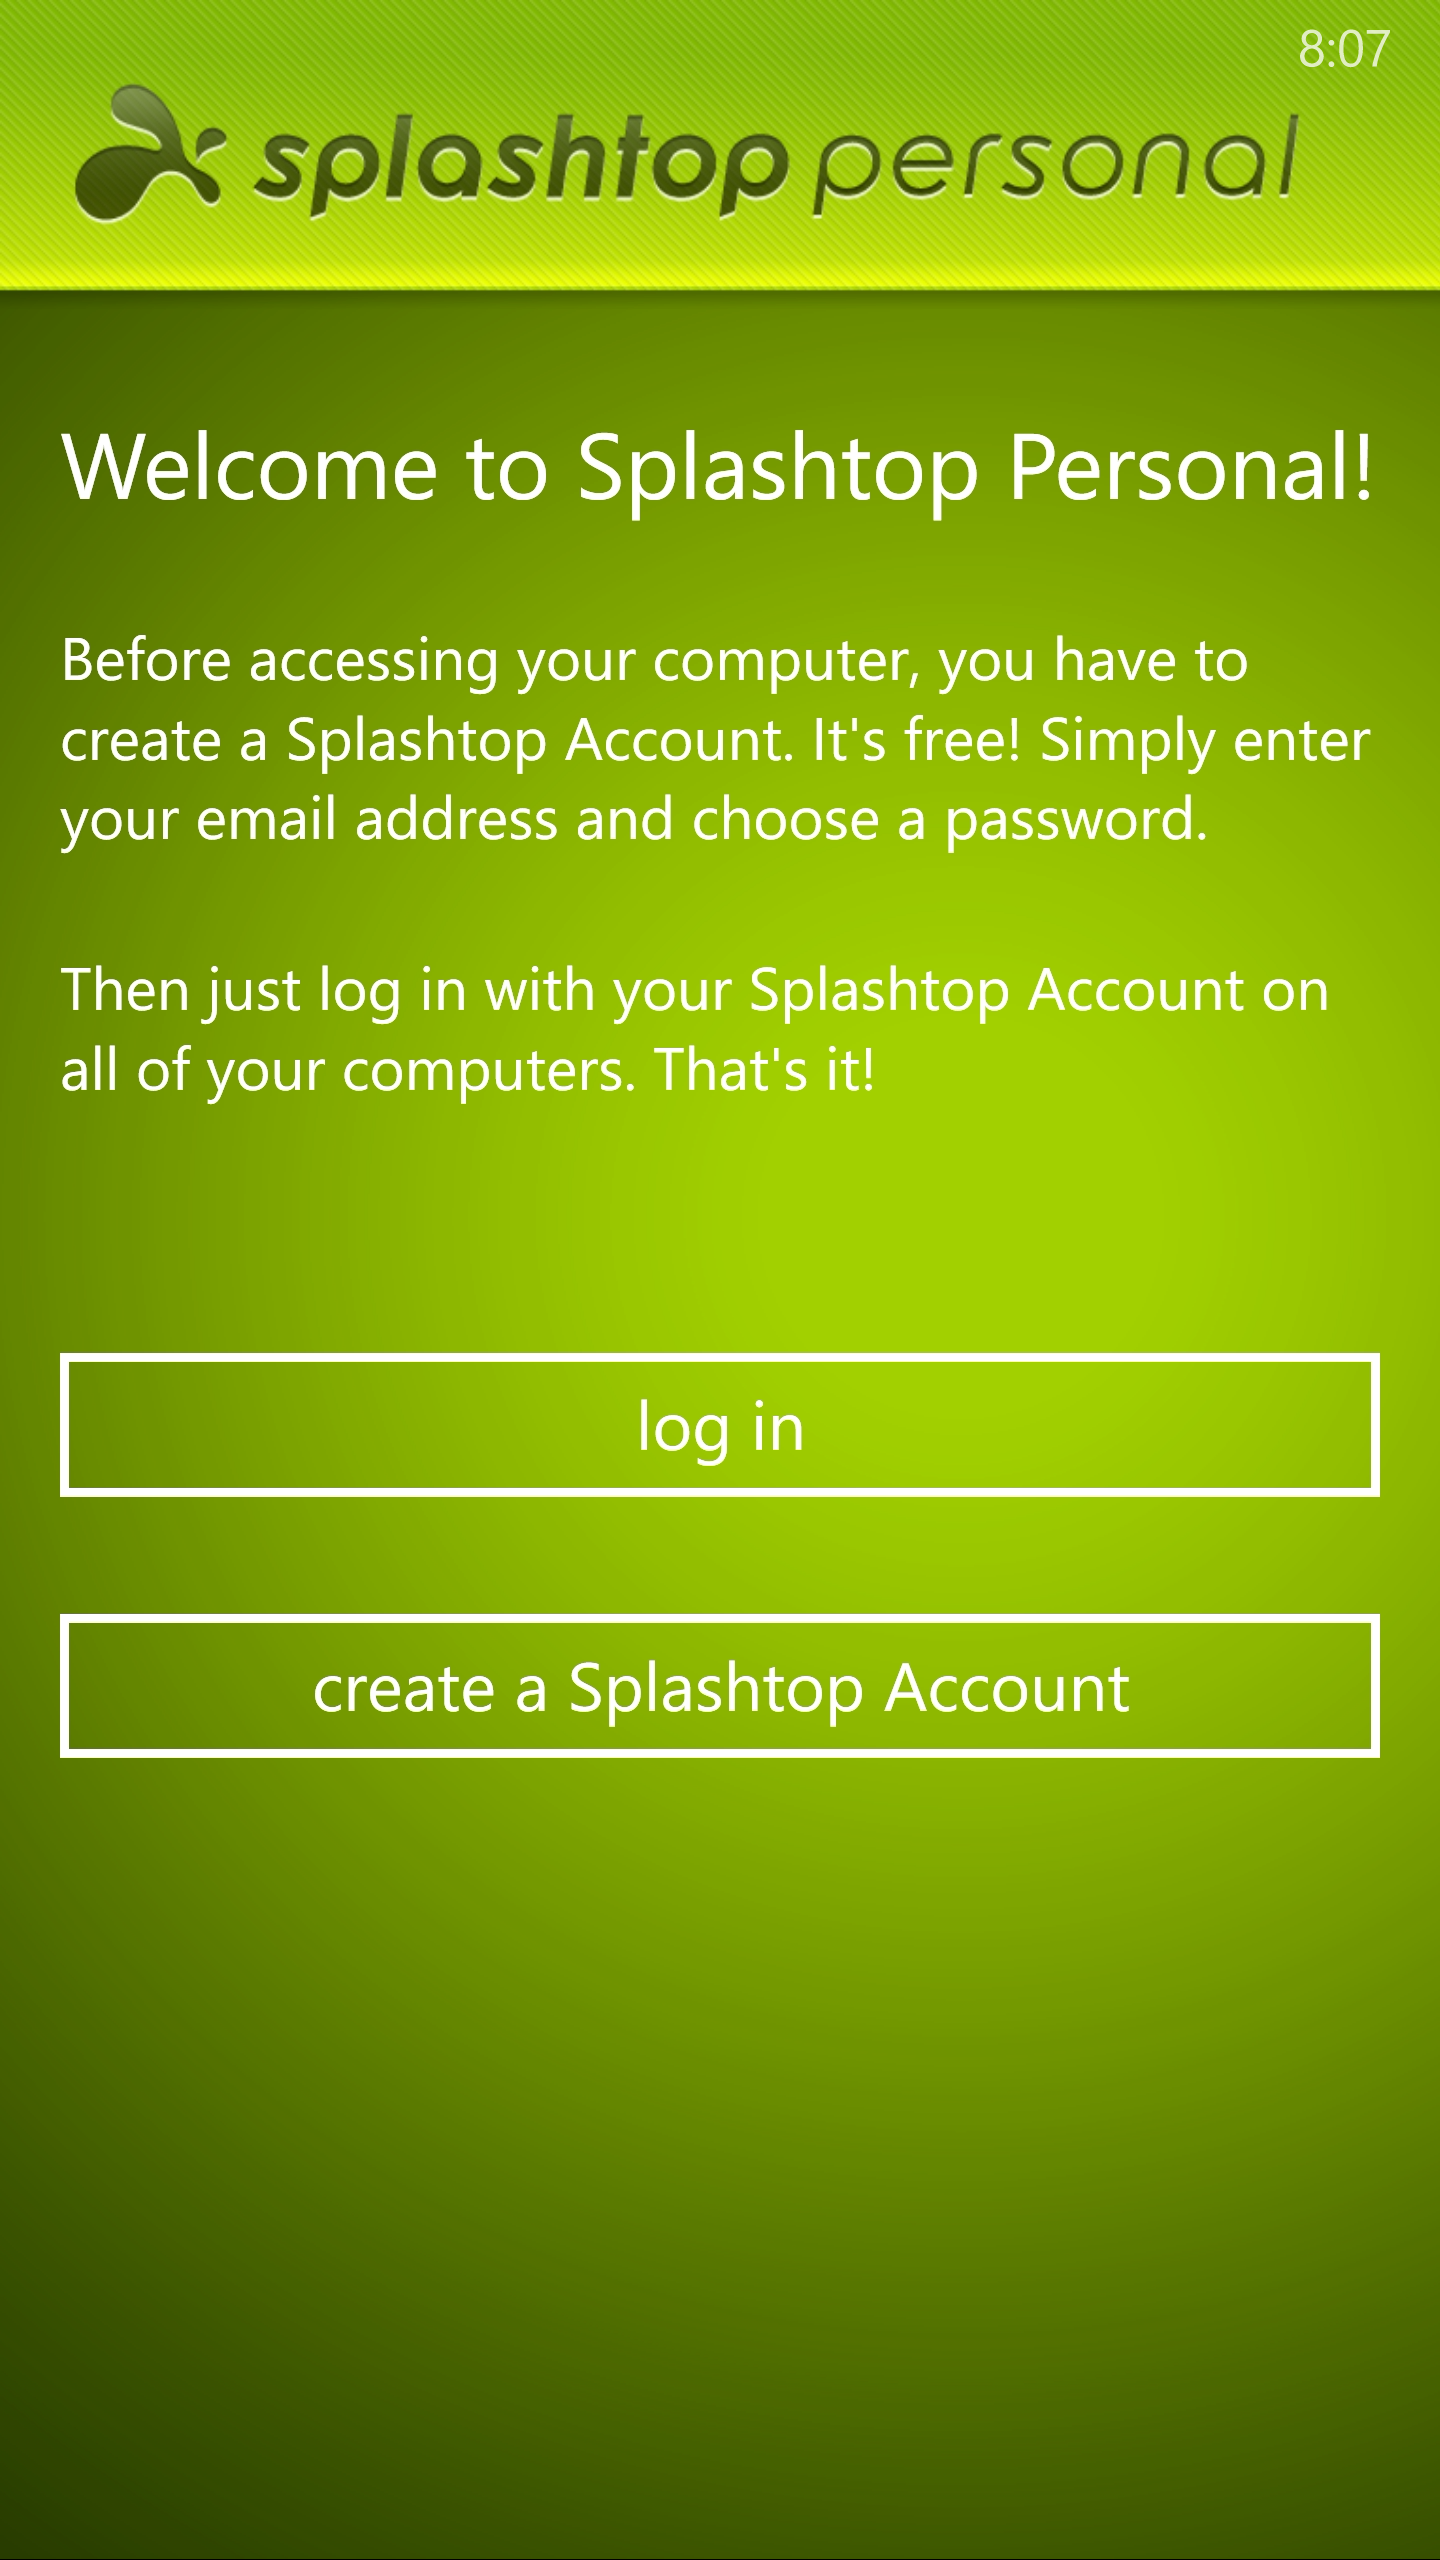 8:07
splashtop personal
Welcome to Splashtop Personal!
Before accessing your computer, you have to
create a Splashtop Account. It's free! Simply enter
your email address and choose a password.
Then just log in with your Splashtop Account on
all of your computers. That's it!
log in
create a Splashtop Account